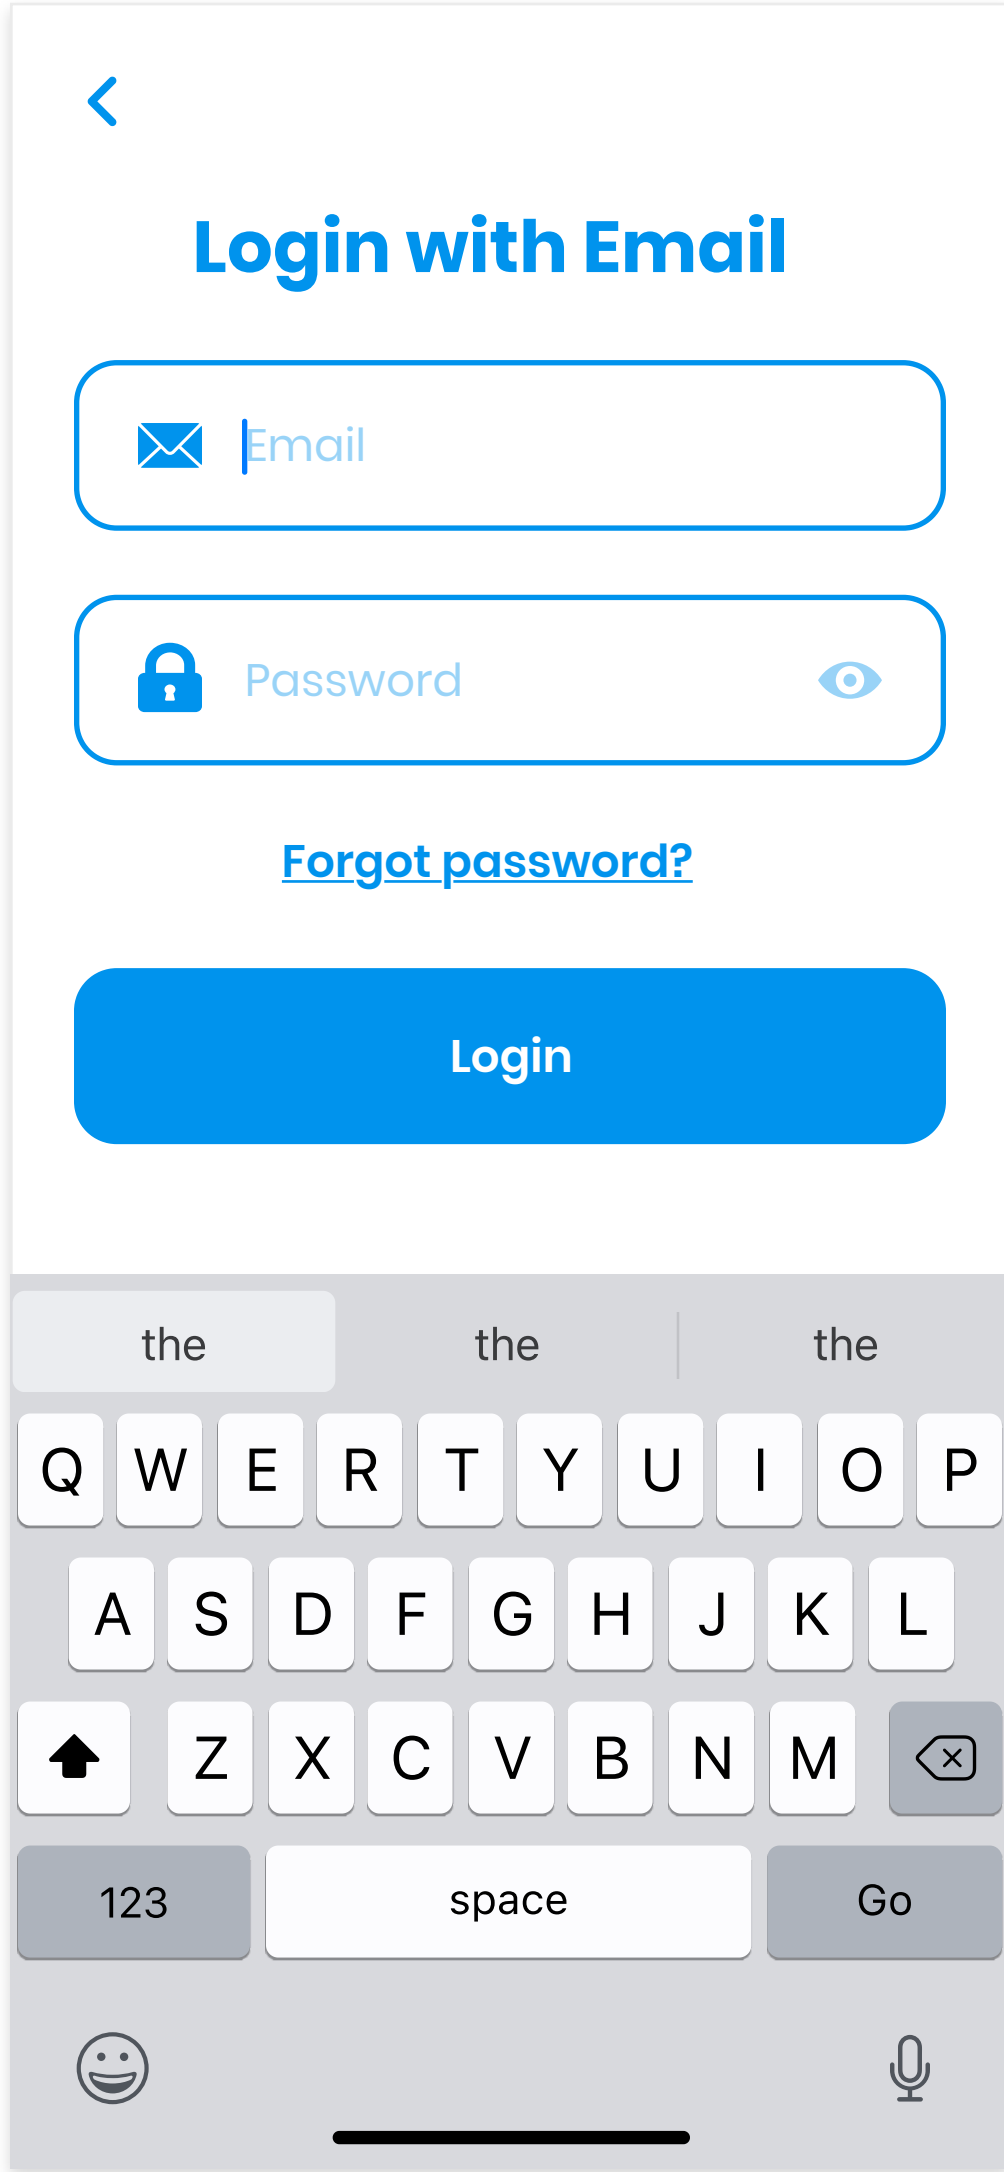 Login with Email
Email
Password
Forgot password?
Login
the the the
Q W E R T Y U I O P
A S D F G H J K L
Z X C V B N M
123 space Go